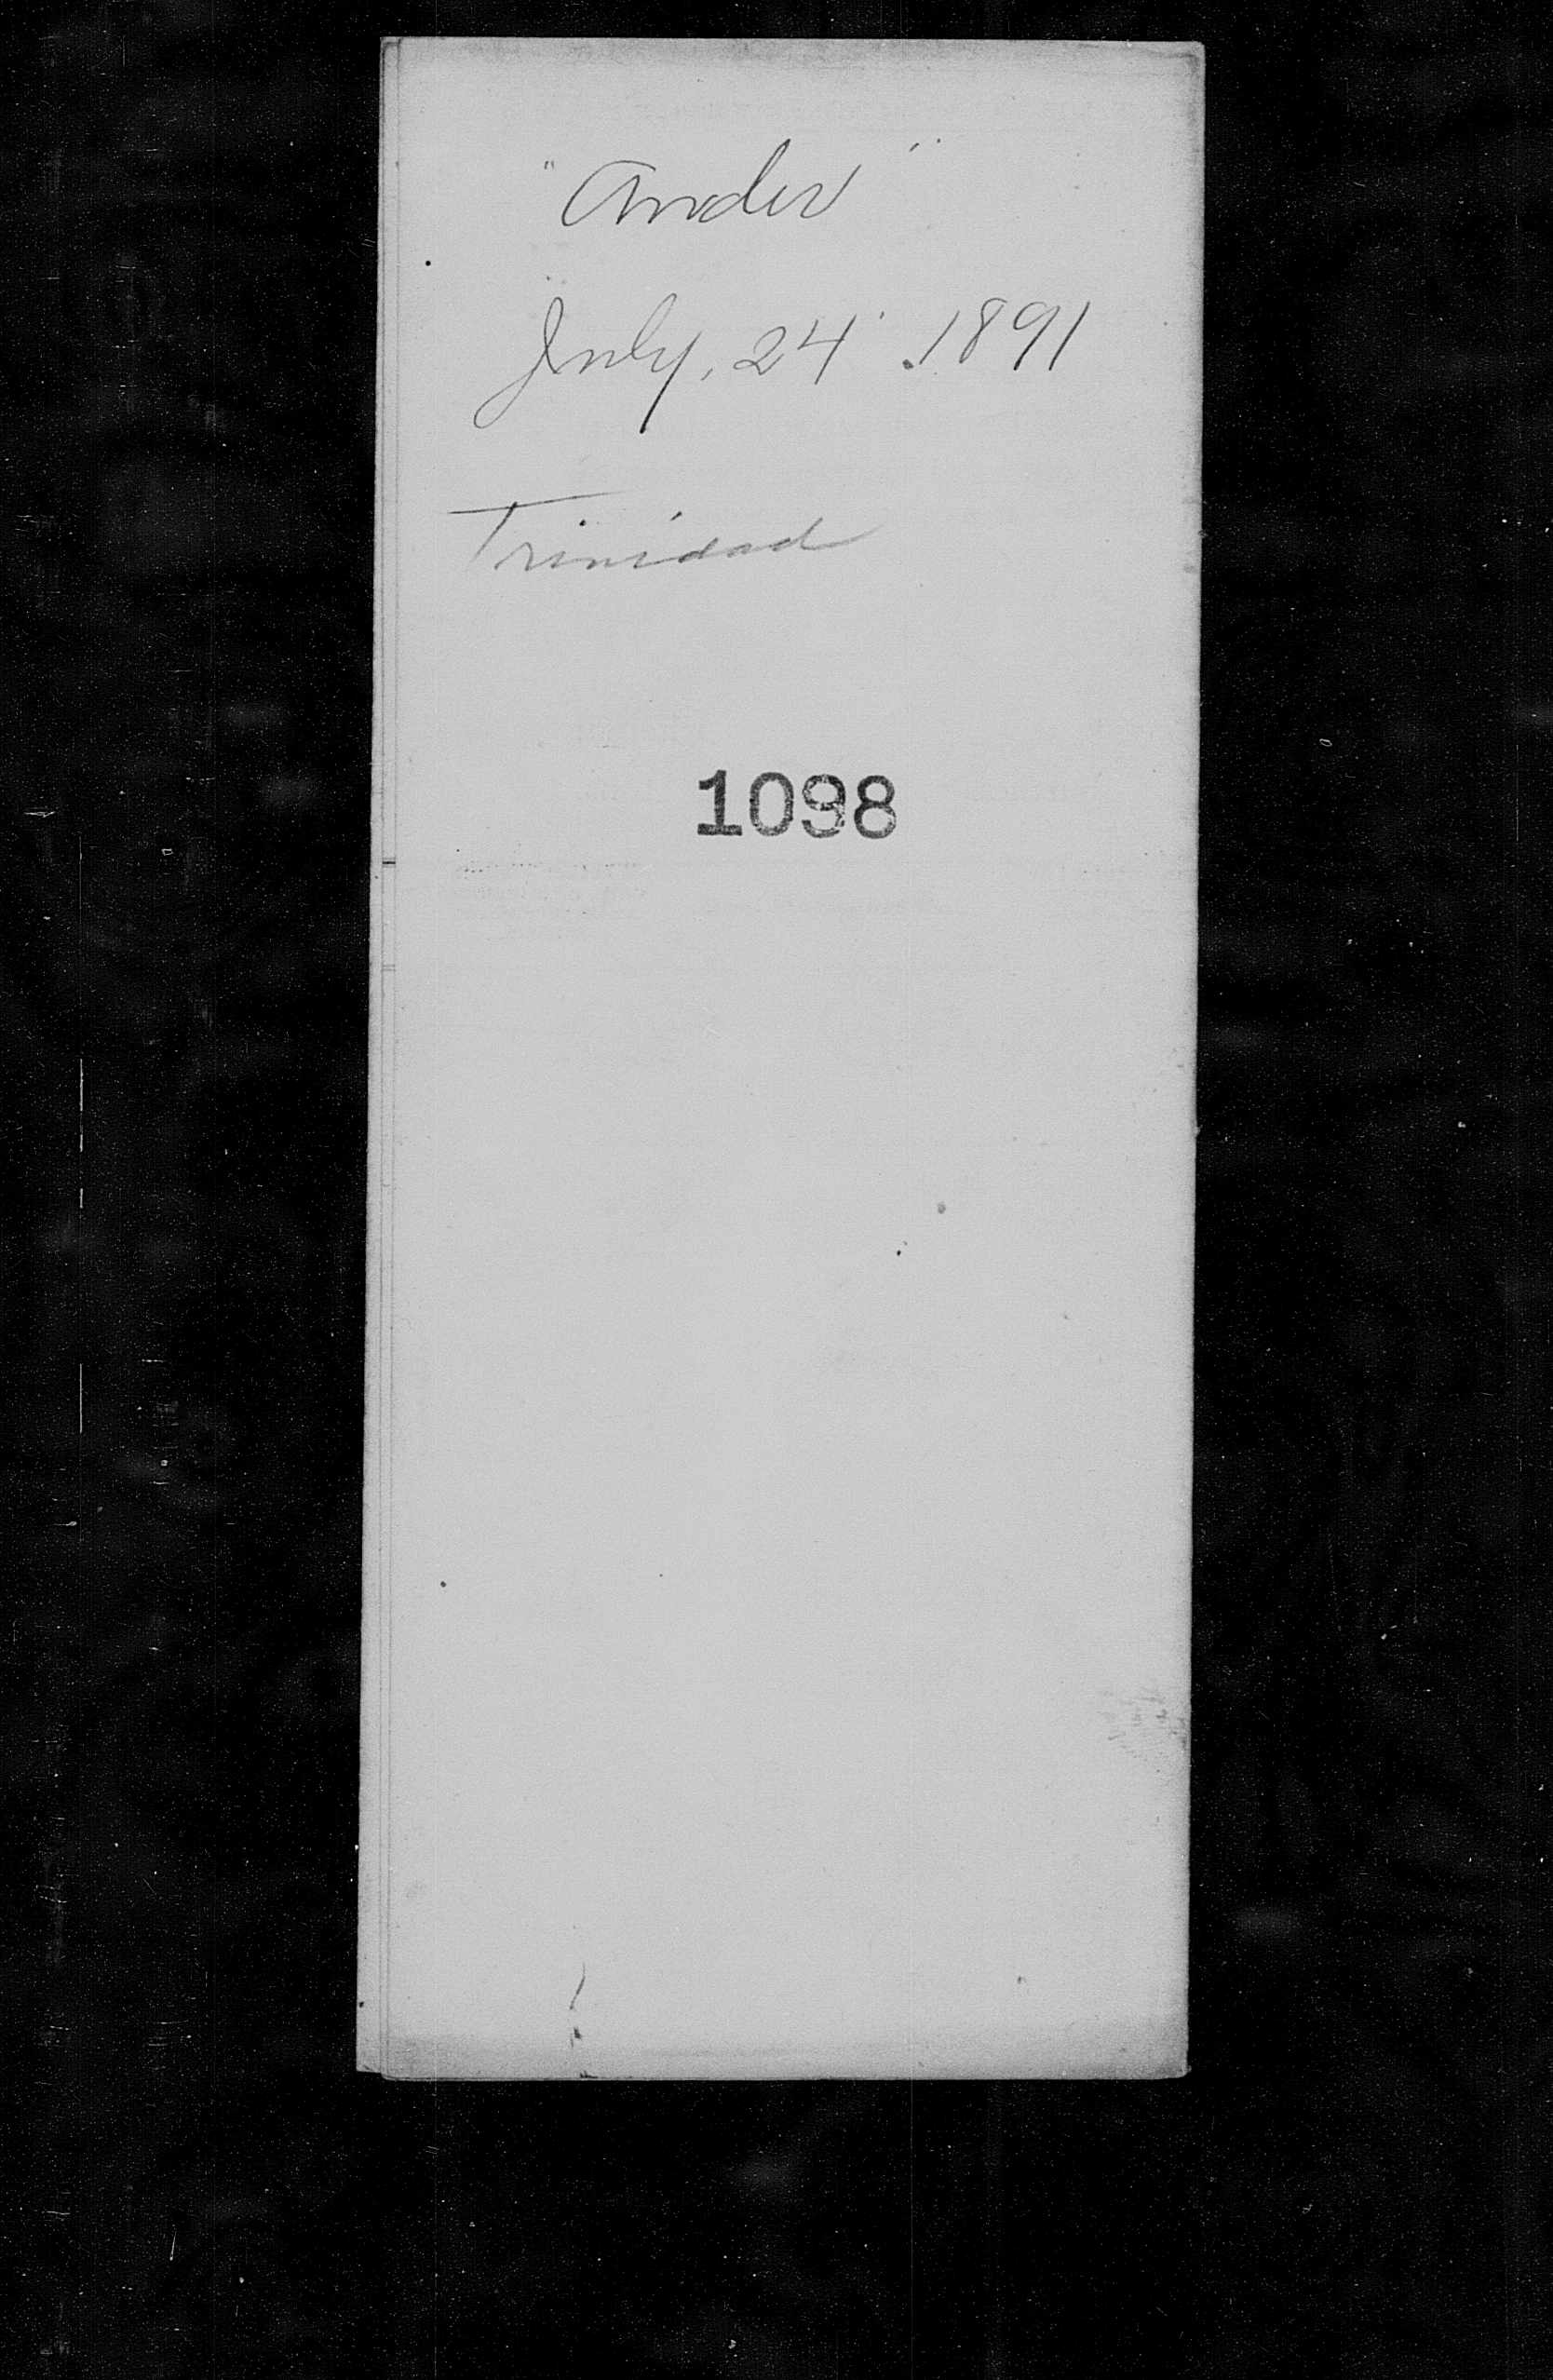 "Andes"
July, 24. 1891
Trinidad
1098